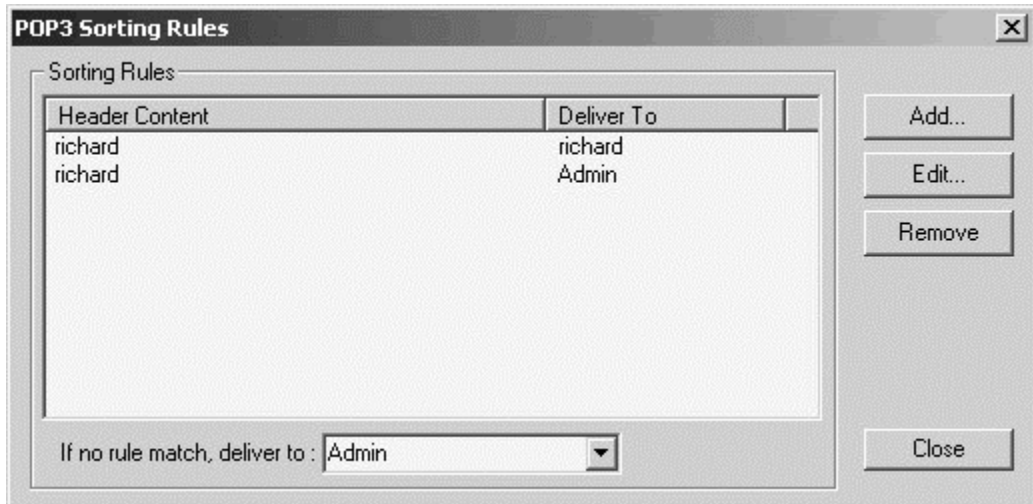 POP3 Sorting Rules
Sorting Rules
Header Content Deliver To
richard richard
richard Admin
Add...
Edit...
Remove
If no rule match, deliver to : Admin
Close